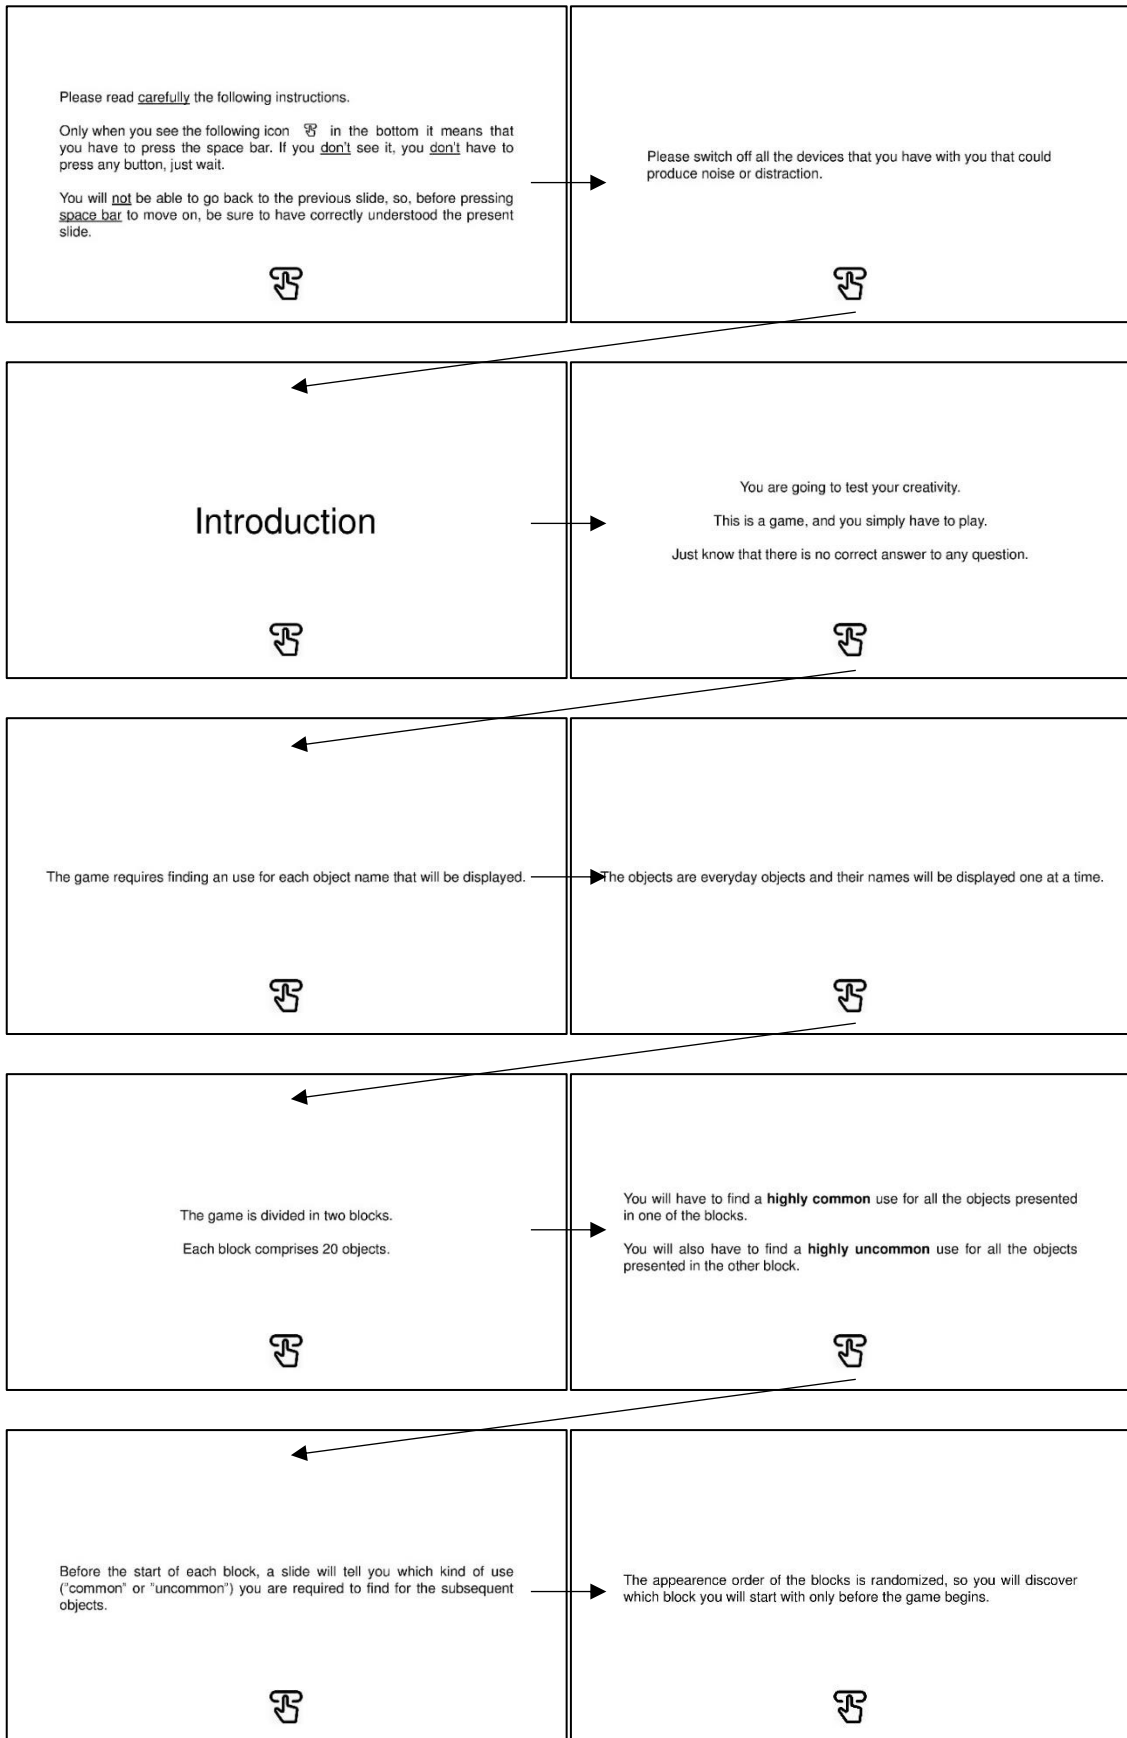 Please read carefully the following instructions.
Only when you see the following icon in the bottom it means that
you have to press the space bar. If you don't see it, you don't have to
press any button, just wait.
You will not be able to go back to the previous slide, so, before pressing
space bar to move on, be sure to have correctly understood the present
slide.
Please switch off all the devices that you have with you that could
produce noise or distraction.
Introduction
You are going to test your creativity.
This is a game, and you simply have to play.
Just know that there is no correct answer to any question.
The game requires finding an use for each object name that will be displayed.
The objects are everyday objects and their names will be displayed one at a time.
The game is divided in two blocks.
Each block comprises 20 objects.
You will have to find a highly common use for all the objects presented
in one of the blocks.
You will also have to find a highly uncommon use for all the objects
presented in the other block.
Before the start of each block, a slide will tell you which kind of use
("common" or "uncommon") you are required to find for the subsequent
objects.
The appearence order of the blocks is randomized, so you will discover
which block you will start with only before the game begins.